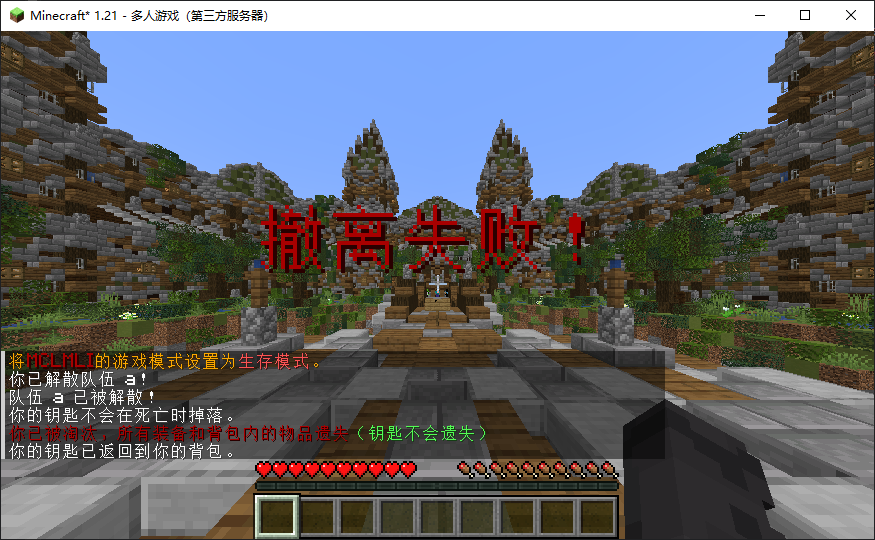 Minecraft* 1.21 - 多人游戏（第三方服务器）
撤离失败！
将MCLMLI的游戏模式设置为生存模式。
你已解散队伍 a！
队伍 a 已被解散！
你的钥匙不会在死亡时掉落。
你已被淘汰，所有装备和背包内的物品遗失（钥匙不会遗失）
你的钥匙已返回到你的背包。